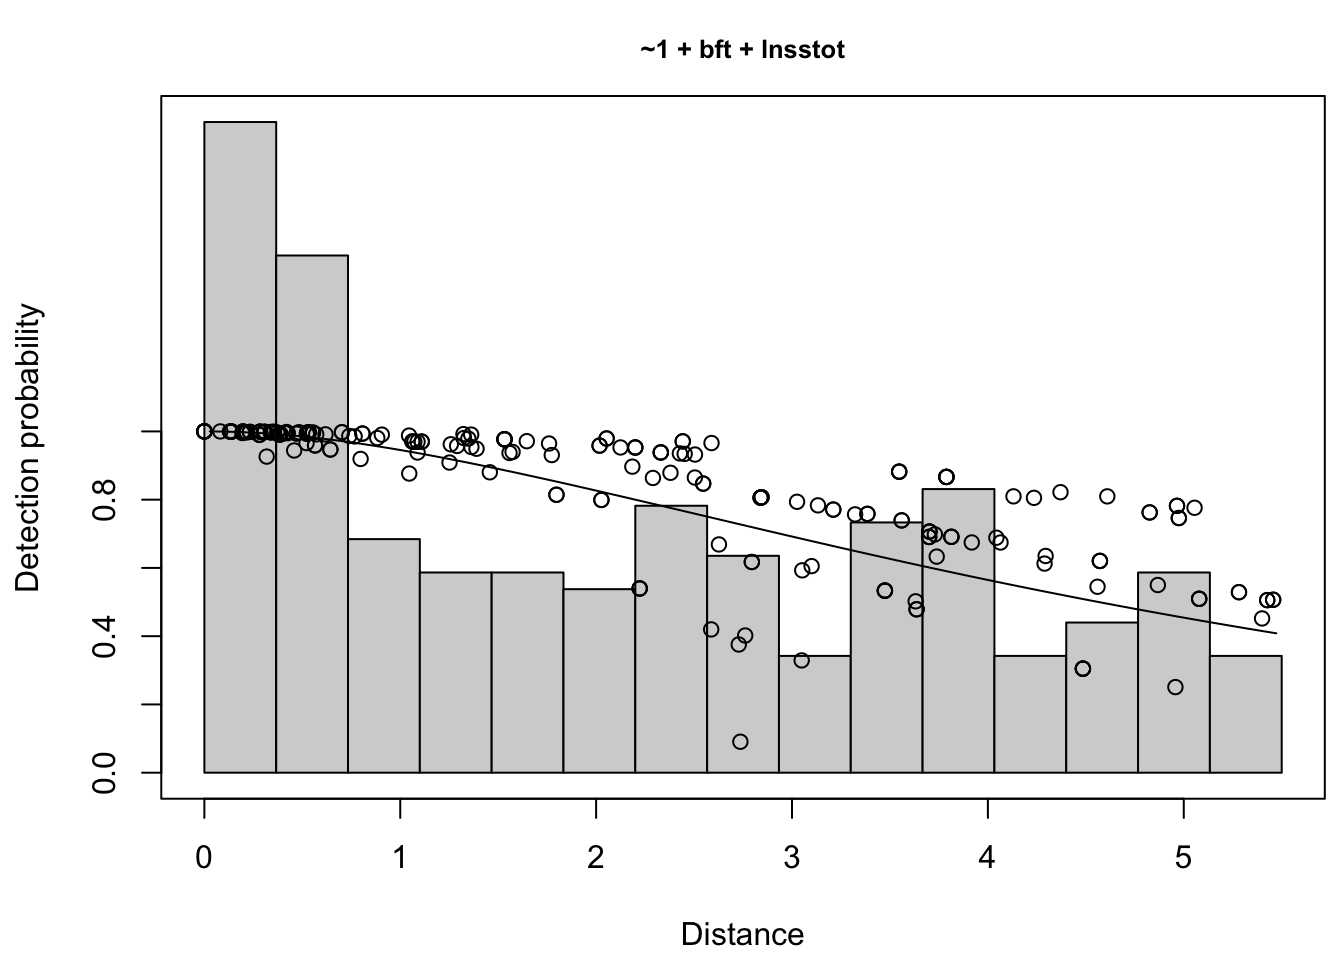 ~1 + bft + lnsstot
Detection probability
0.8
0.4
0.0
0 1 2 3 4 5
Distance